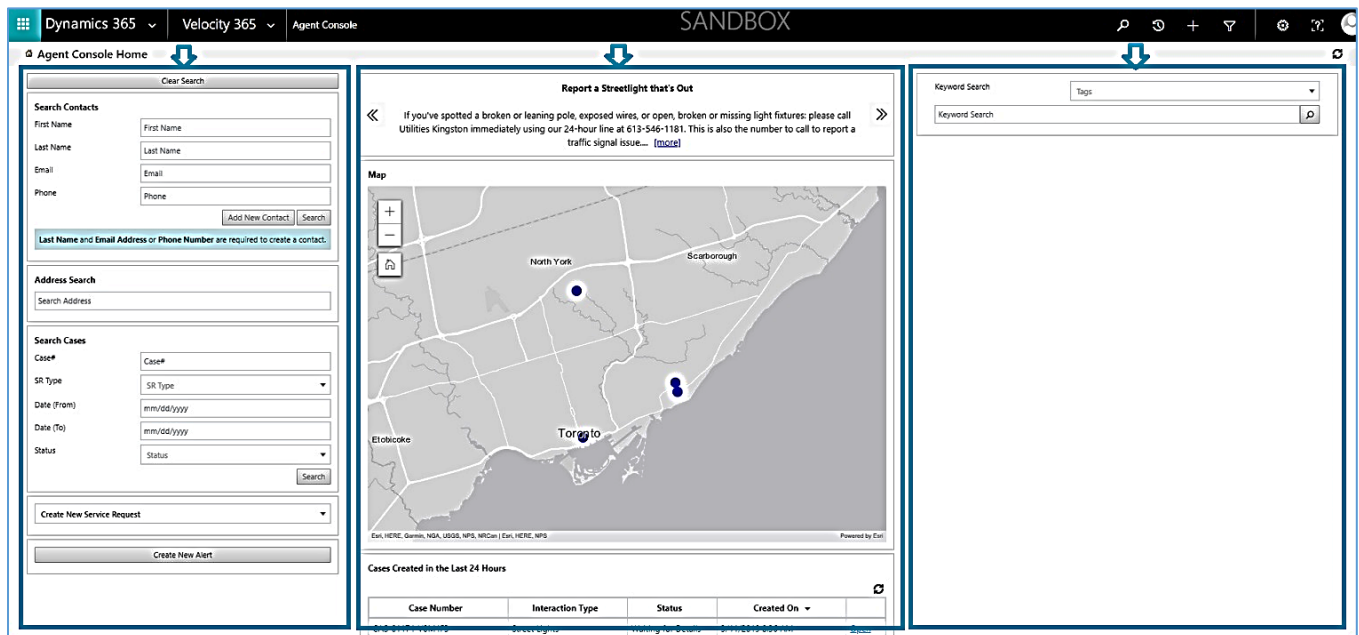 Dynamics 365 Velocity 365 Agent Console SANDBOX
Agent Console Home
Clear Search
Search Contacts
First Name First Name
Last Name Last Name
Email Email
Phone Phone
Add New Contact Search
Last Name and Email Address or Phone Number are required to create a contact.
Address Search
Search Address
Search Cases
Case# Case#
SR Type SR Type
Date (From) mm/dd/yyyy
Date (To) mm/dd/yyyy
Status Status
Search
Create New Service Request
Create New Alert
Report a Streetlight that's Out
If you've spotted a broken or leaning pole, exposed wires, or open, broken or missing light fixtures: please call
Utilities Kingston immediately using our 24-hour line at 613-546-1181. This is also the number to call to report a
traffic signal issue.... [more]
Map
+
−
North York
Scarborough
Toronto
Etobicoke
Esri, HERE, Garmin, NGA, USGS, NPS, NRCan | Esri, HERE, NPS Powered by Esri
Cases Created in the Last 24 Hours
Case Number Interaction Type Status Created On
Street Lights Waiting for Details Open
Keyword Search Tags
Keyword Search